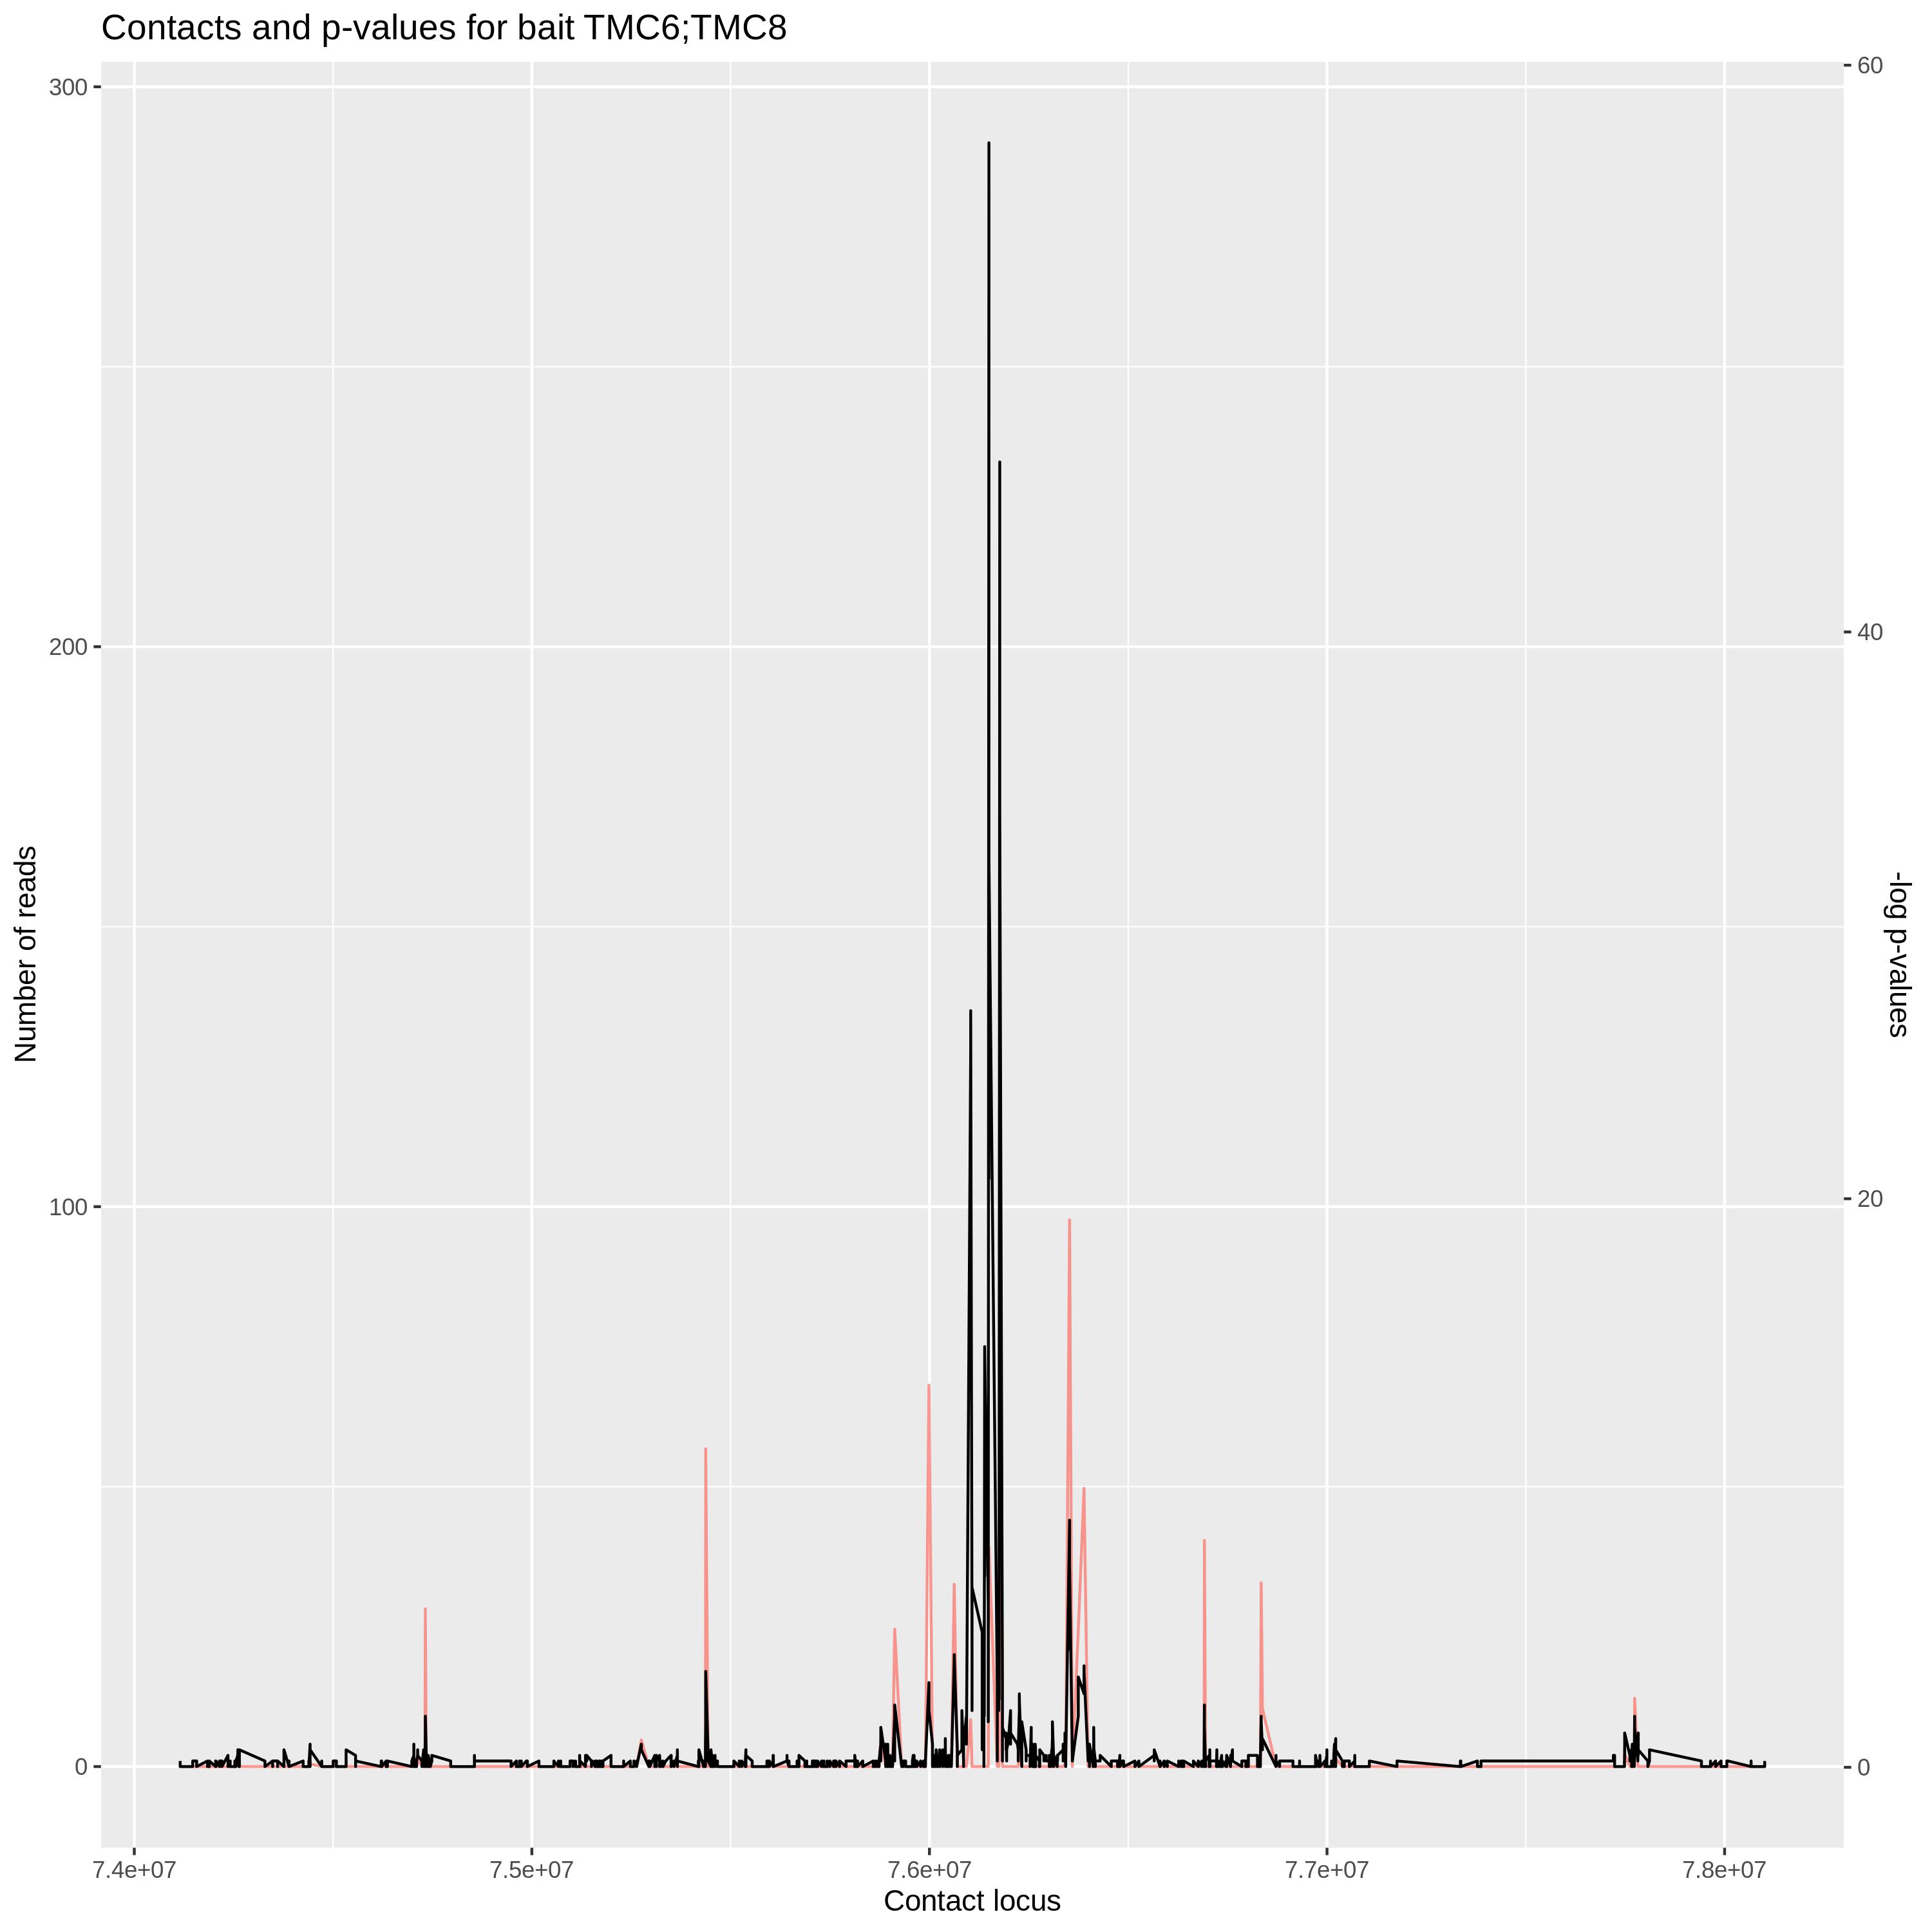 Contacts and p-values for bait TMC6;TMC8
300
200
100
0
Number of reads
60
40
20
0
-log p-values
7.4e+07
7.5e+07
7.6e+07
7.7e+07
7.8e+07
Contact locus